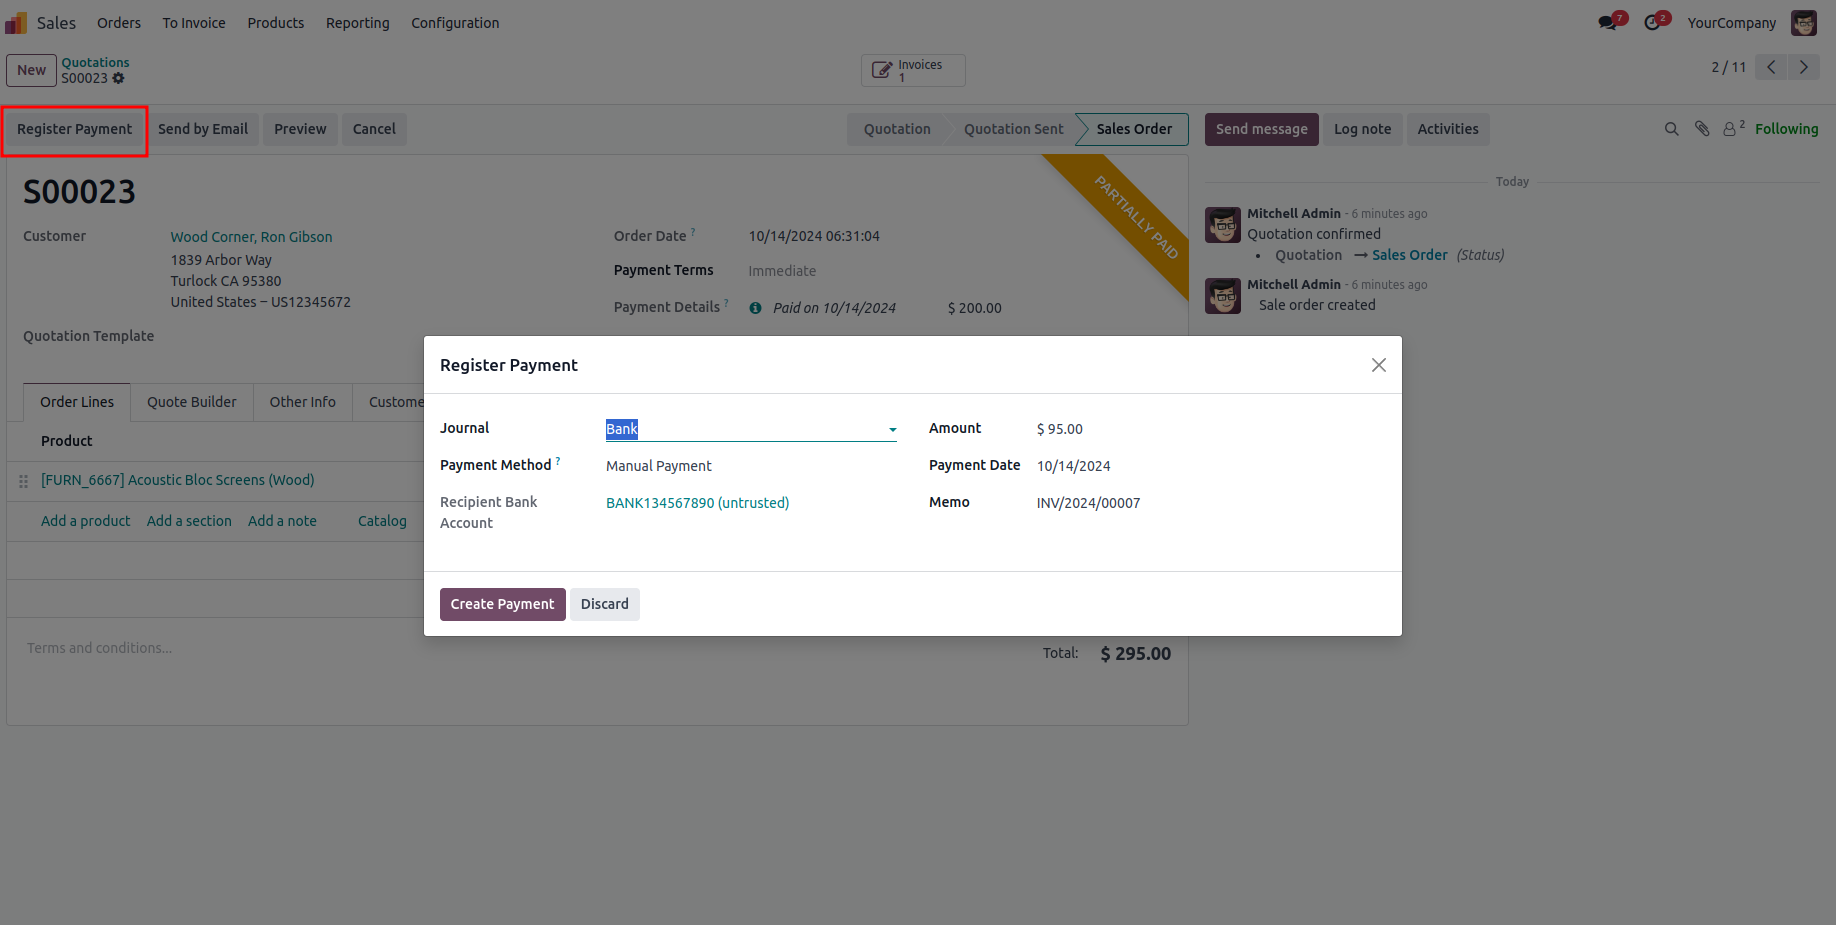 Sales Orders To Invoice Products Reporting Configuration 7 2 YourCompany
New Quotations
S00023
Invoices
1
2 / 11
Register Payment Send by Email Preview Cancel Quotation Quotation Sent Sales Order Send message Log note Activities 2 Following
S00023
PARTIALLY PAID
Customer Wood Corner, Ron Gibson
1839 Arbor Way
Turlock CA 95380
United States – US12345672
Quotation Template
Order Date ? 10/14/2024 06:31:04
Payment Terms Immediate
Payment Details ? Paid on 10/14/2024 $ 200.00
Today
Mitchell Admin - 6 minutes ago
Quotation confirmed
• Quotation → Sales Order (Status)
Mitchell Admin - 6 minutes ago
Sale order created
Order Lines Quote Builder Other Info Custome
Product
[FURN_6667] Acoustic Bloc Screens (Wood)
Add a product Add a section Add a note Catalog
Terms and conditions...
Total: $ 295.00
Register Payment
Journal Bank
Payment Method ? Manual Payment
Recipient Bank Account BANK134567890 (untrusted)
Amount $ 95.00
Payment Date 10/14/2024
Memo INV/2024/00007
Create Payment Discard